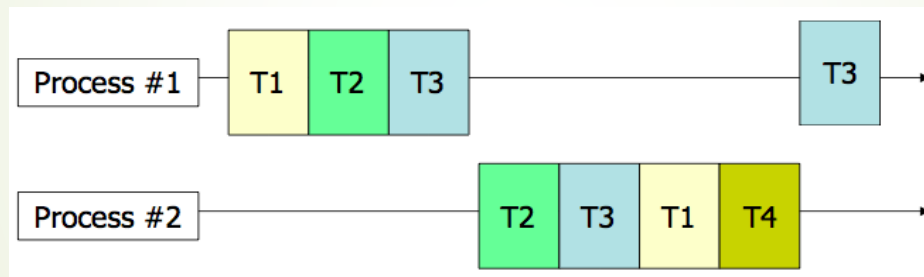 Process #1 T1 T2 T3 T3
Process #2 T2 T3 T1 T4